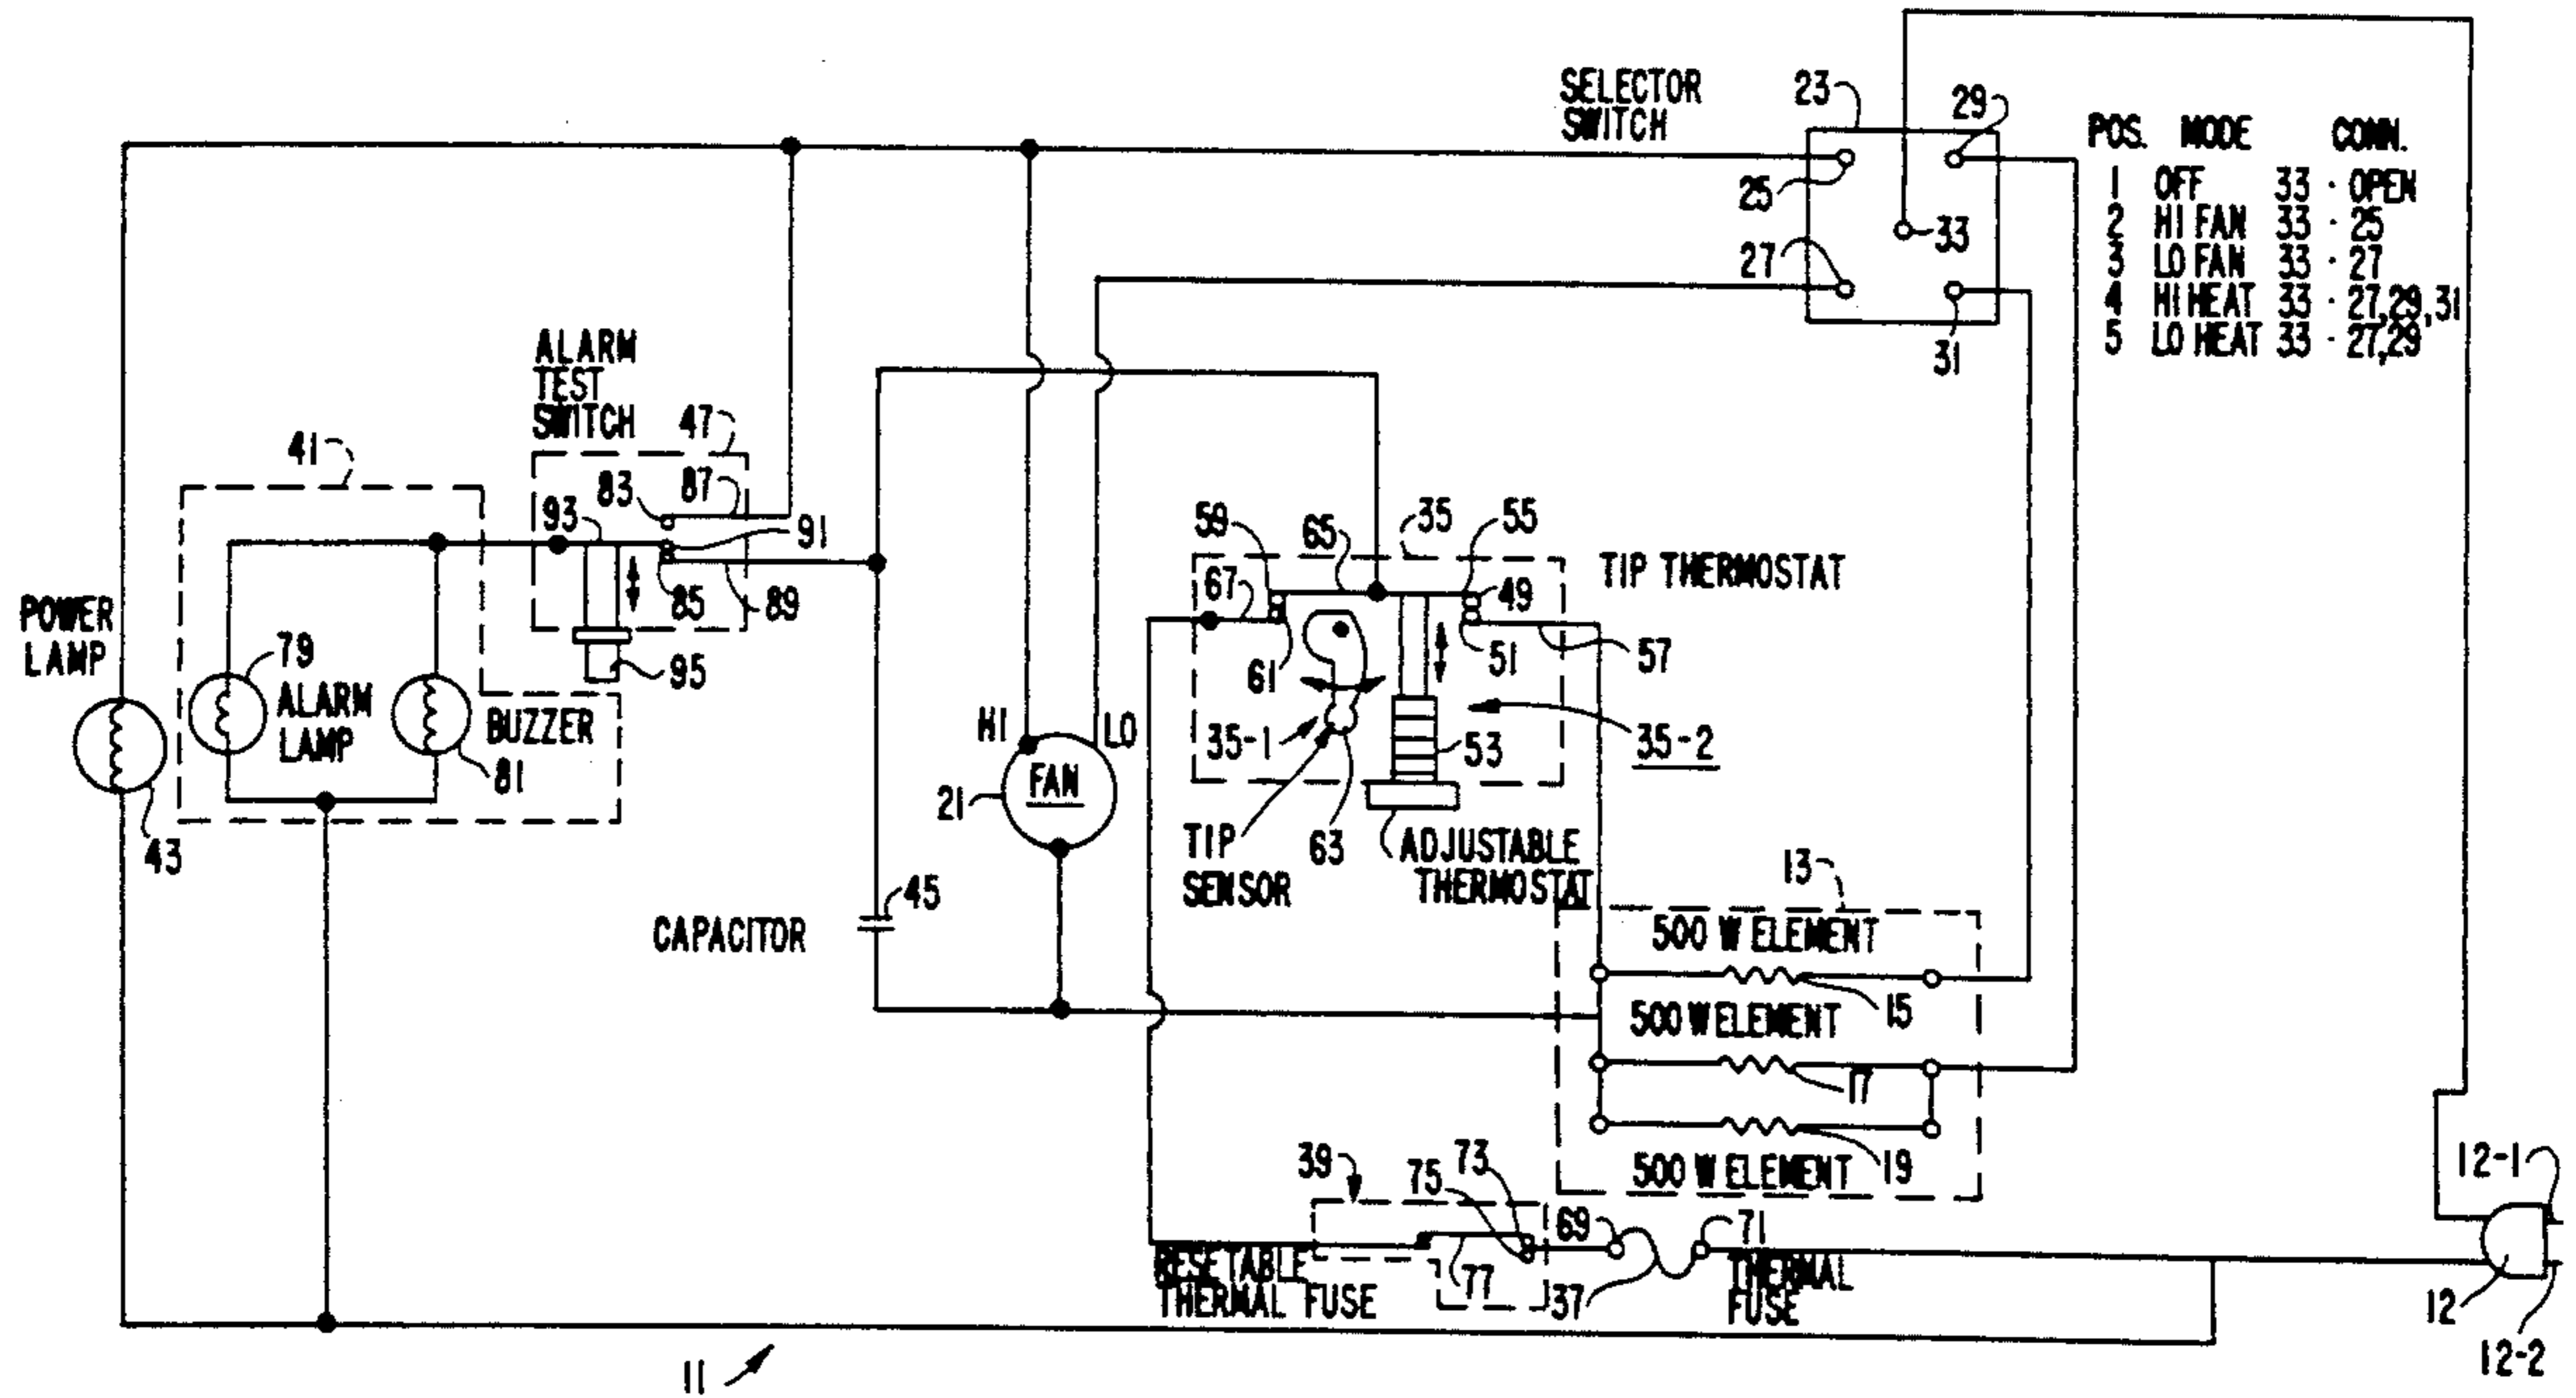 SELECTOR
SWITCH
23
29
25
27
33
31
POS. MODE CONN.
1 OFF 33 · OPEN
2 HI FAN 33 · 25
3 LO FAN 33 · 27
4 HI HEAT 33 · 27,29,31
5 LO HEAT 33 · 27,29
ALARM
TEST
SWITCH
47
41
83
87
93
91
85
89
95
POWER
LAMP
79
ALARM
LAMP
BUZZER
81
43
HI
LO
FAN
21
CAPACITOR
45
59
65
35
55
67
49
61
51
57
TIP THERMOSTAT
35-1
53
35-2
TIP
SENSOR
63
ADJUSTABLE
THERMOSTAT
13
500 W ELEMENT
15
500 W ELEMENT
17
500 W ELEMENT
19
39
75
73
69
71
77
37
RESETABLE
THERMAL FUSE
THERMAL
FUSE
12-1
12
12-2
11